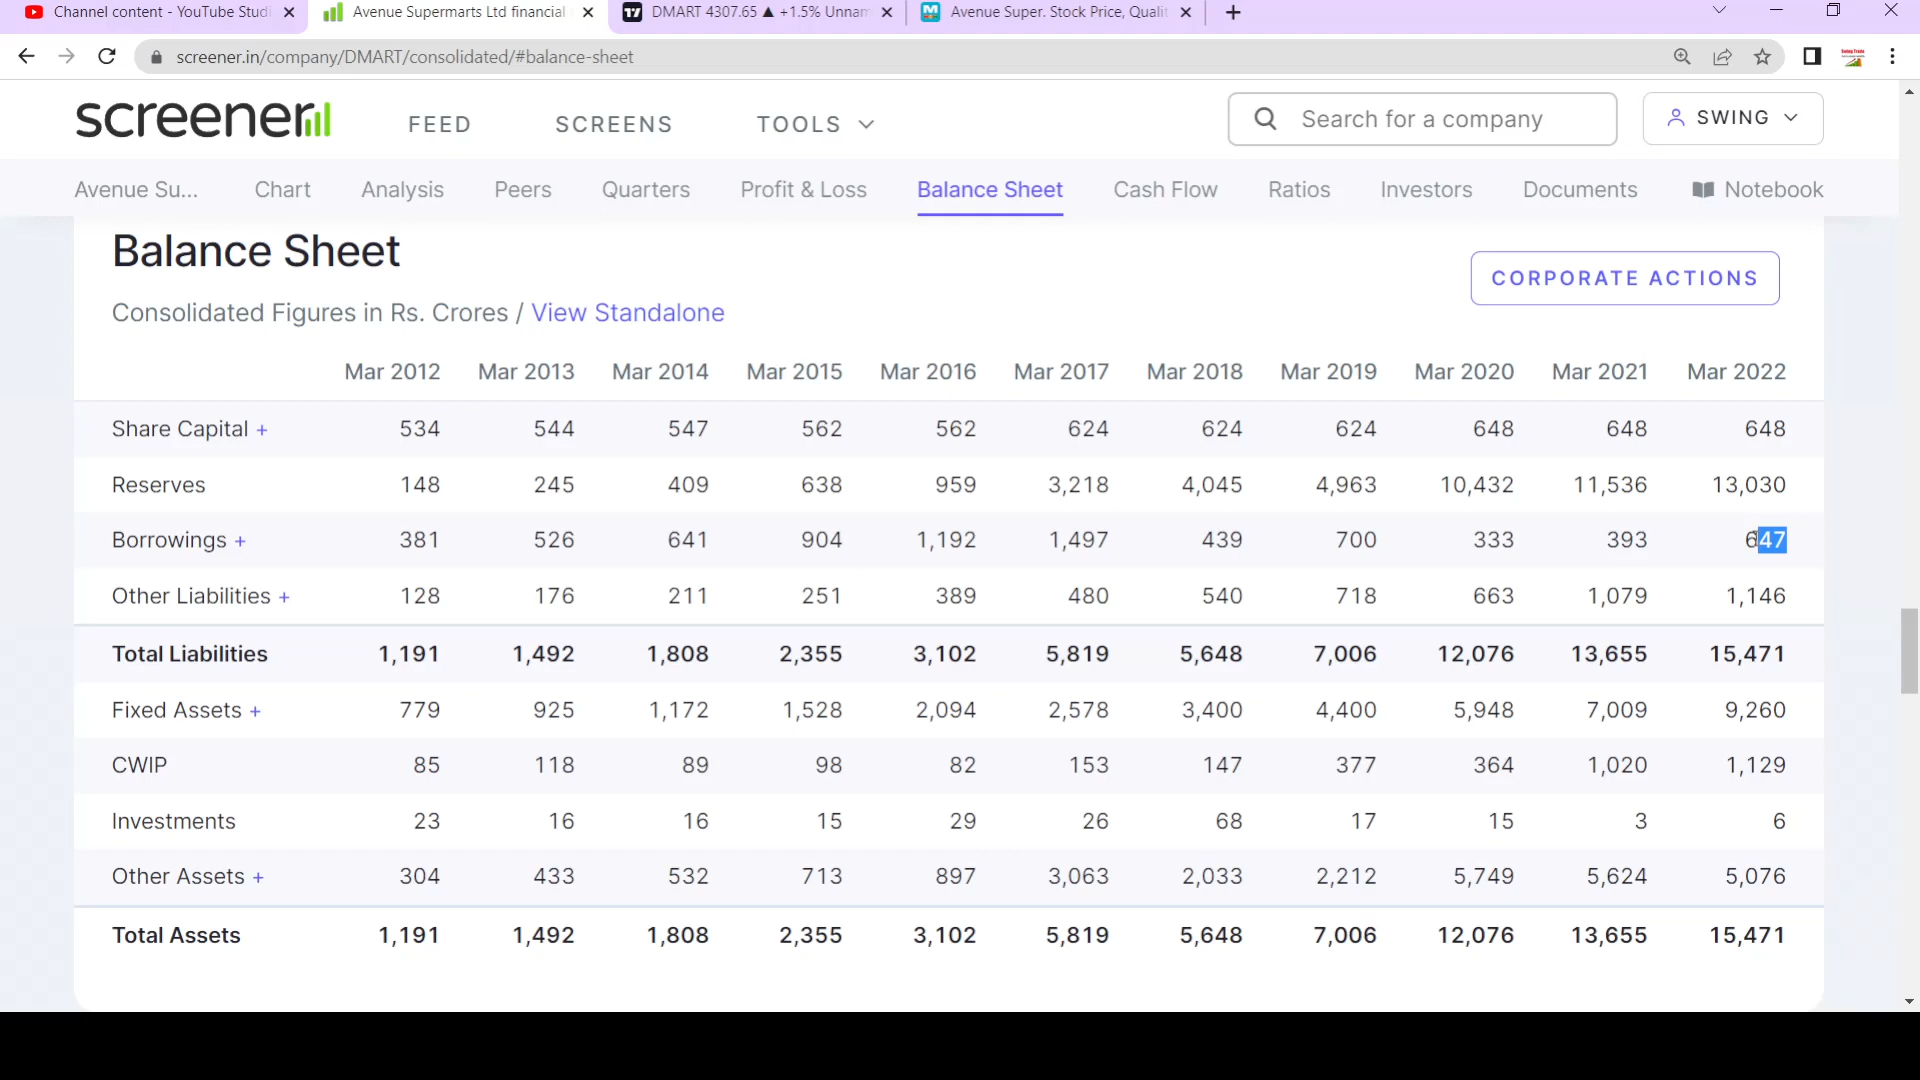 Channel content - YouTube Studi
Avenue Supermarts Ltd financial
DMART 4307.65 ▲ +1.5% Unnam
Avenue Super. Stock Price, Qualit
screener.in/company/DMART/consolidated/#balance-sheet
screener
FEED
SCREENS
TOOLS
Search for a company
SWING
Avenue Su...
Chart
Analysis
Peers
Quarters
Profit & Loss
Balance Sheet
Cash Flow
Ratios
Investors
Documents
Notebook
Balance Sheet
CORPORATE ACTIONS
Consolidated Figures in Rs. Crores / View Standalone
Mar 2012 Mar 2013 Mar 2014 Mar 2015 Mar 2016 Mar 2017 Mar 2018 Mar 2019 Mar 2020 Mar 2021 Mar 2022
Share Capital + 534 544 547 562 562 624 624 624 648 648 648
Reserves 148 245 409 638 959 3,218 4,045 4,963 10,432 11,536 13,030
Borrowings + 381 526 641 904 1,192 1,497 439 700 333 393 647
Other Liabilities + 128 176 211 251 389 480 540 718 663 1,079 1,146
Total Liabilities 1,191 1,492 1,808 2,355 3,102 5,819 5,648 7,006 12,076 13,655 15,471
Fixed Assets + 779 925 1,172 1,528 2,094 2,578 3,400 4,400 5,948 7,009 9,260
CWIP 85 118 89 98 82 153 147 377 364 1,020 1,129
Investments 23 16 16 15 29 26 68 17 15 3 6
Other Assets + 304 433 532 713 897 3,063 2,033 2,212 5,749 5,624 5,076
Total Assets 1,191 1,492 1,808 2,355 3,102 5,819 5,648 7,006 12,076 13,655 15,471